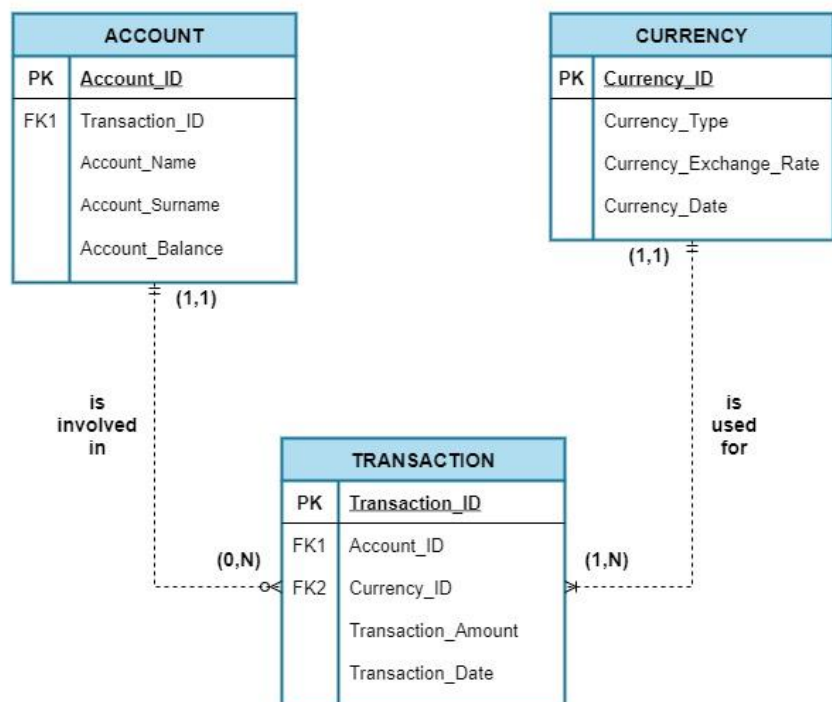 ACCOUNT
PK Account_ID
FK1 Transaction_ID
Account_Name
Account_Surname
Account_Balance
(1,1)
CURRENCY
PK Currency_ID
Currency_Type
Currency_Exchange_Rate
Currency_Date
(1,1)
is
involved
in
is
used
for
TRANSACTION
PK Transaction_ID
FK1 Account_ID
FK2 Currency_ID
Transaction_Amount
Transaction_Date
(0,N)
(1,N)